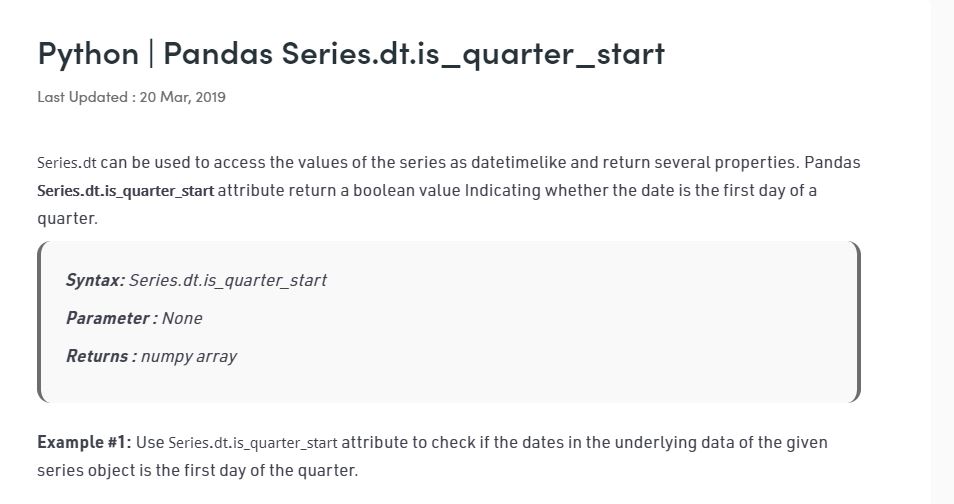 Python | Pandas Series.dt.is_quarter_start
Last Updated : 20 Mar, 2019
Series.dt can be used to access the values of the series as datetimelike and return several properties. Pandas
Series.dt.is_quarter_start attribute return a boolean value Indicating whether the date is the first day of a
quarter.
Syntax: Series.dt.is_quarter_start
Parameter : None
Returns : numpy array
Example #1: Use Series.dt.is_quarter_start attribute to check if the dates in the underlying data of the given
series object is the first day of the quarter.